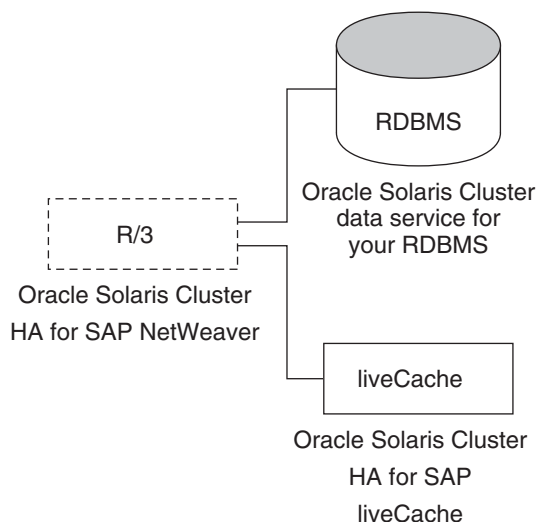 RDBMS
Oracle Solaris Cluster
data service for
your RDBMS
R/3
Oracle Solaris Cluster
HA for SAP NetWeaver
liveCache
Oracle Solaris Cluster
HA for SAP
liveCache